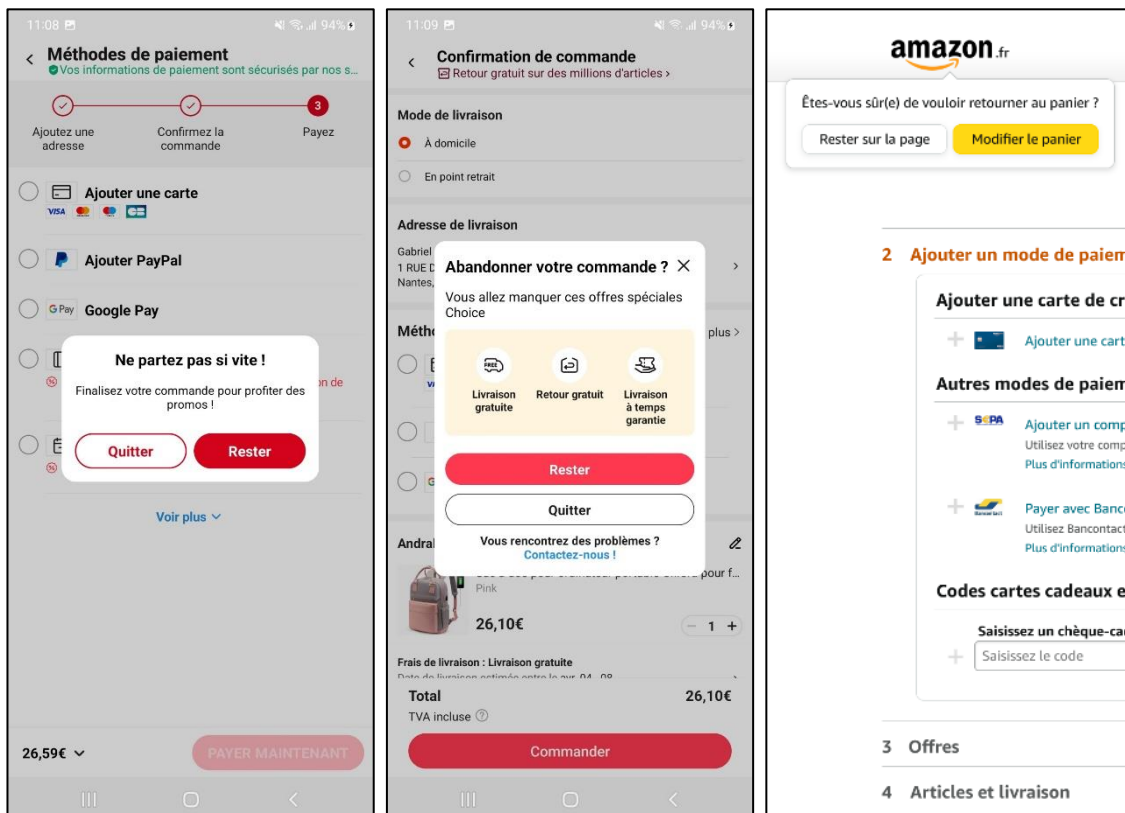 11:08
94%
Méthodes de paiement
Vos informations de paiement sont sécurisés par nos s...
3
Ajoutez une
adresse
Confirmez la
commande
Payez
Ajouter une carte
VISA
Ajouter PayPal
G Pay Google Pay
n de
Ne partez pas si vite !
Finalisez votre commande pour profiter des
promos !
Quitter
Rester
Voir plus
26,59€
PAYER MAINTENANT
11:09
94%
Confirmation de commande
Retour gratuit sur des millions d'articles >
Mode de livraison
À domicile
En point retrait
Adresse de livraison
Gabriel
1 RUE D
Nantes,
Méth
plus >
Abandonner votre commande ?
Vous allez manquer ces offres spéciales
Choice
FREE
Livraison
gratuite
Retour gratuit
Livraison
à temps
garantie
Rester
Quitter
Vous rencontrez des problèmes ?
Contactez-nous !
Andra
pour f...
Pink
26,10€
- 1 +
Frais de livraison : Livraison gratuite
Total
26,10€
TVA incluse
Commander
amazon.fr
Êtes-vous sûr(e) de vouloir retourner au panier ?
Rester sur la page
Modifier le panier
2 Ajouter un mode de paiem
Ajouter une carte de cr
Ajouter une cart
Autres modes de paiem
SEPA
Ajouter un comp
Utilisez votre comp
Plus d'informations
Bancontact
Payer avec Banco
Utilisez Bancontact
Plus d'informations
Codes cartes cadeaux e
Saisissez un chèque-ca
Saisissez le code
3 Offres
4 Articles et livraison